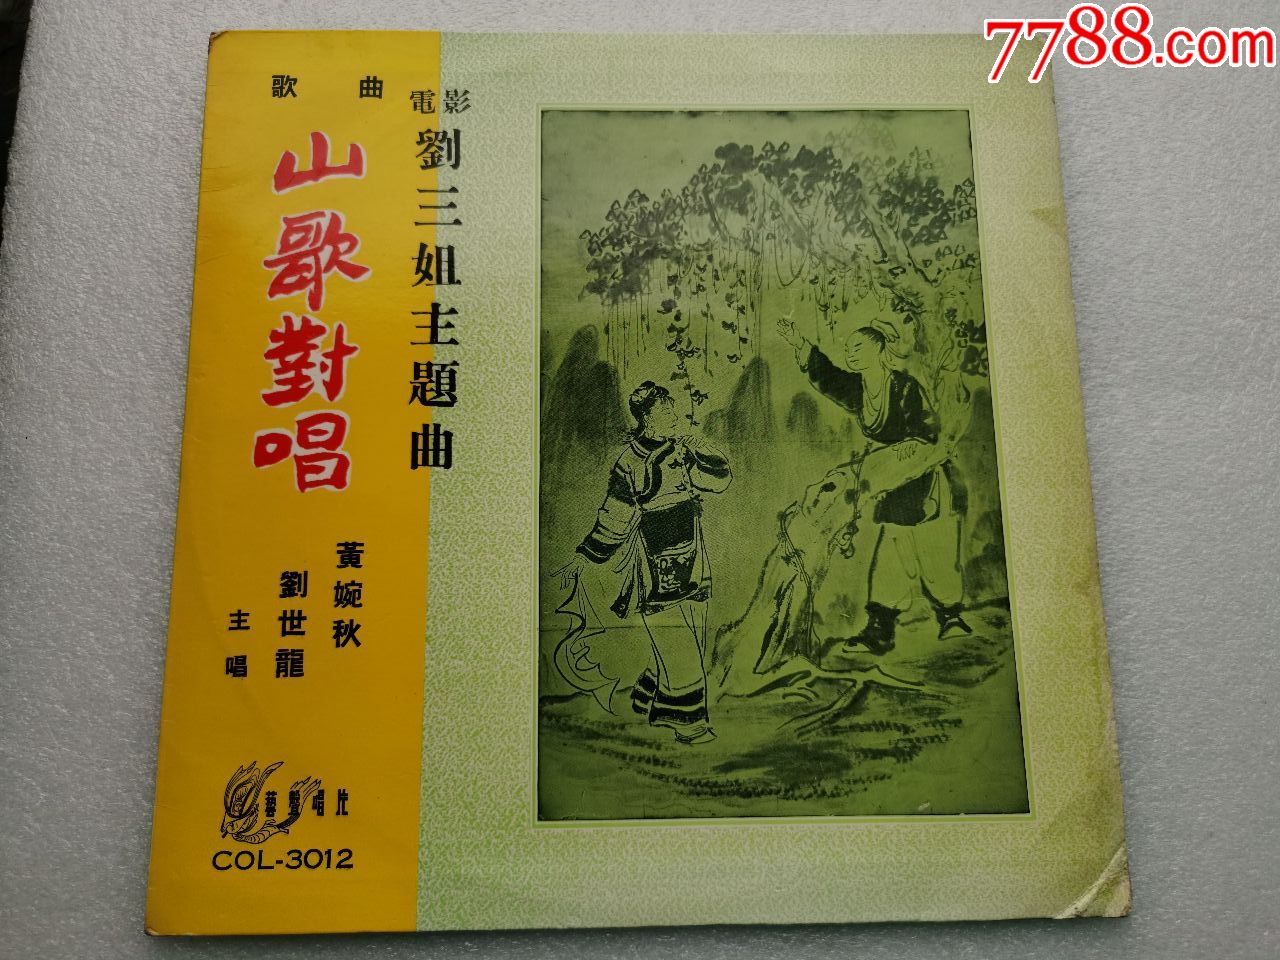 7788.com
歌曲
電影
劉三姐主題曲
山歌對唱
黃婉秋
劉世龍
主唱
藝聲唱片
COL-3012